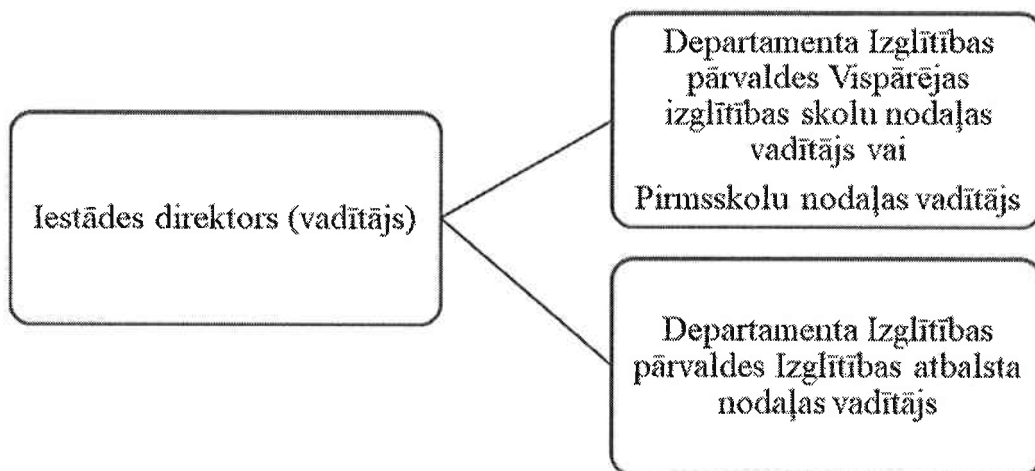 Iestādes direktors (vadītājs)
Departamenta Izglītības
pārvaldes Vispārējas
izglītības skolu nodaļas
vadītājs vai
Pirmsskolu nodaļas vadītājs
Departamenta Izglītības
pārvaldes Izglītības atbalsta
nodaļas vadītājs